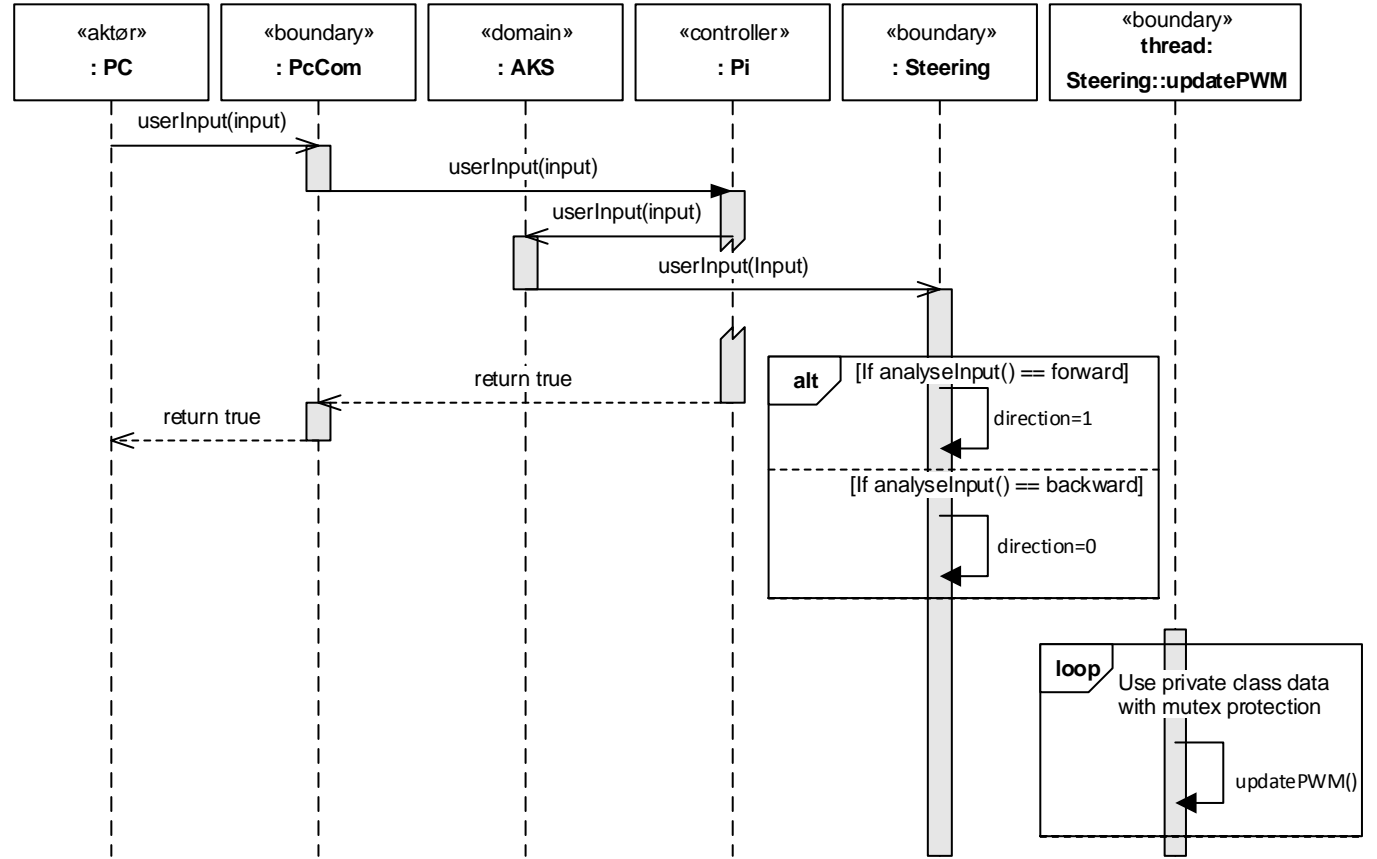 «aktør»
: PC
«boundary»
: PcCom
«domain»
: AKS
«controller»
: Pi
«boundary»
: Steering
«boundary»
thread:
Steering::updatePWM
userInput(input)
userInput(input)
userInput(input)
userInput(Input)
alt
[If analyseInput() == forward]
return true
direction=1
return true
[If analyseInput() == backward]
direction=0
loop
Use private class data
with mutex protection
updatePWM()